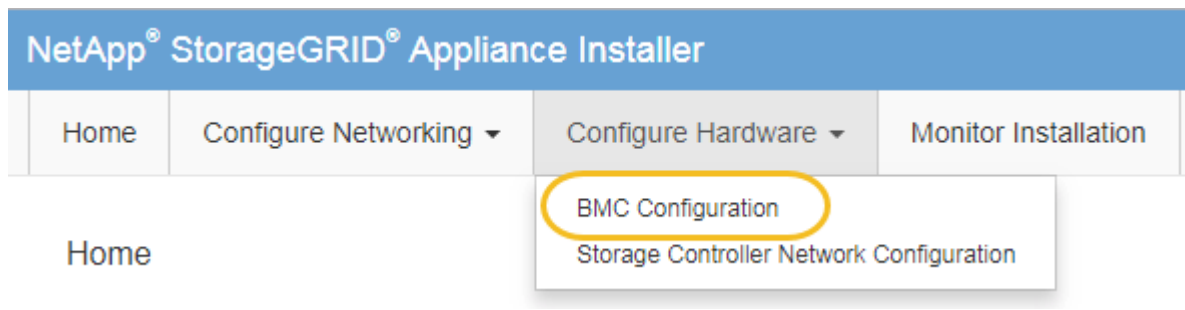 NetApp® StorageGRID® Appliance Installer
Home Configure Networking Configure Hardware Monitor Installation
BMC Configuration
Home
Storage Controller Network Configuration